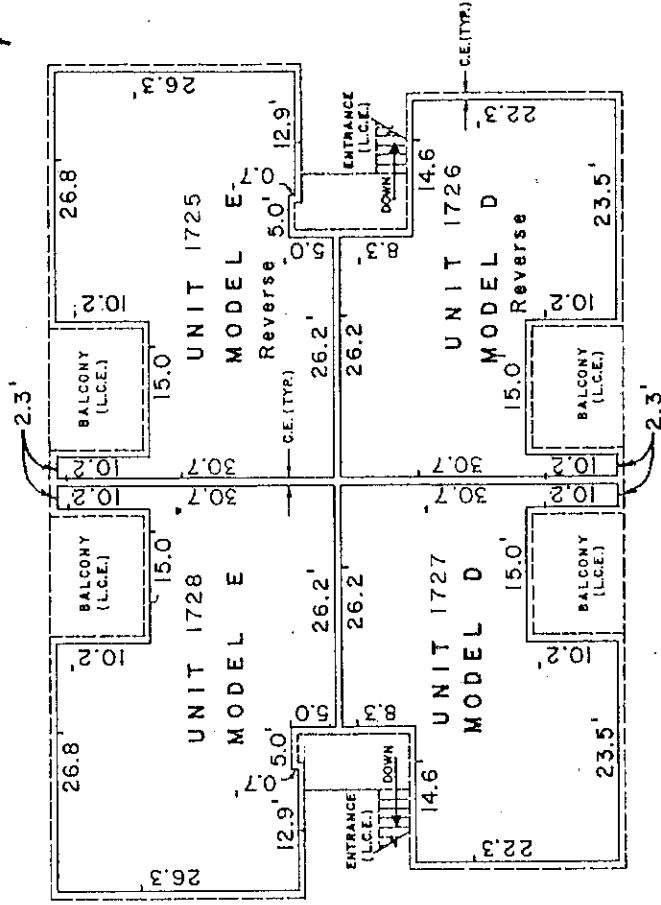 26.8
26.3'
10.2'
BALCONY
(L.C.E.)
15.0'
2.3'
10.2
UNIT 1725
MODEL E
Reverse
12.9'
0.7'
5.0'
5.0'
30.7'
26.2'
C.E. (TYP.)
ENTRANCE
(L.C.E.)
DOWN
C.E. (TYP.)
26.2
8.3'
14.6
22.3'
UNIT 1726
MODEL D
Reverse
30.7'
15.0'
10.2'
23.5'
BALCONY
(L.C.E.)
10.2
2.3'
26.8
26.3'
10.2'
BALCONY
(L.C.E.)
10.2'
15.0'
UNIT 1728
MODEL E
30.7'
12.9'
0.7'
5.0'
5.0
26.2'
ENTRANCE
(L.C.E.)
DOWN
26.2
8.3'
14.6
22.3'
UNIT 1727
MODEL D
30.7'
15.0'
10.2'
23.5'
BALCONY
(L.C.E.)
10.2